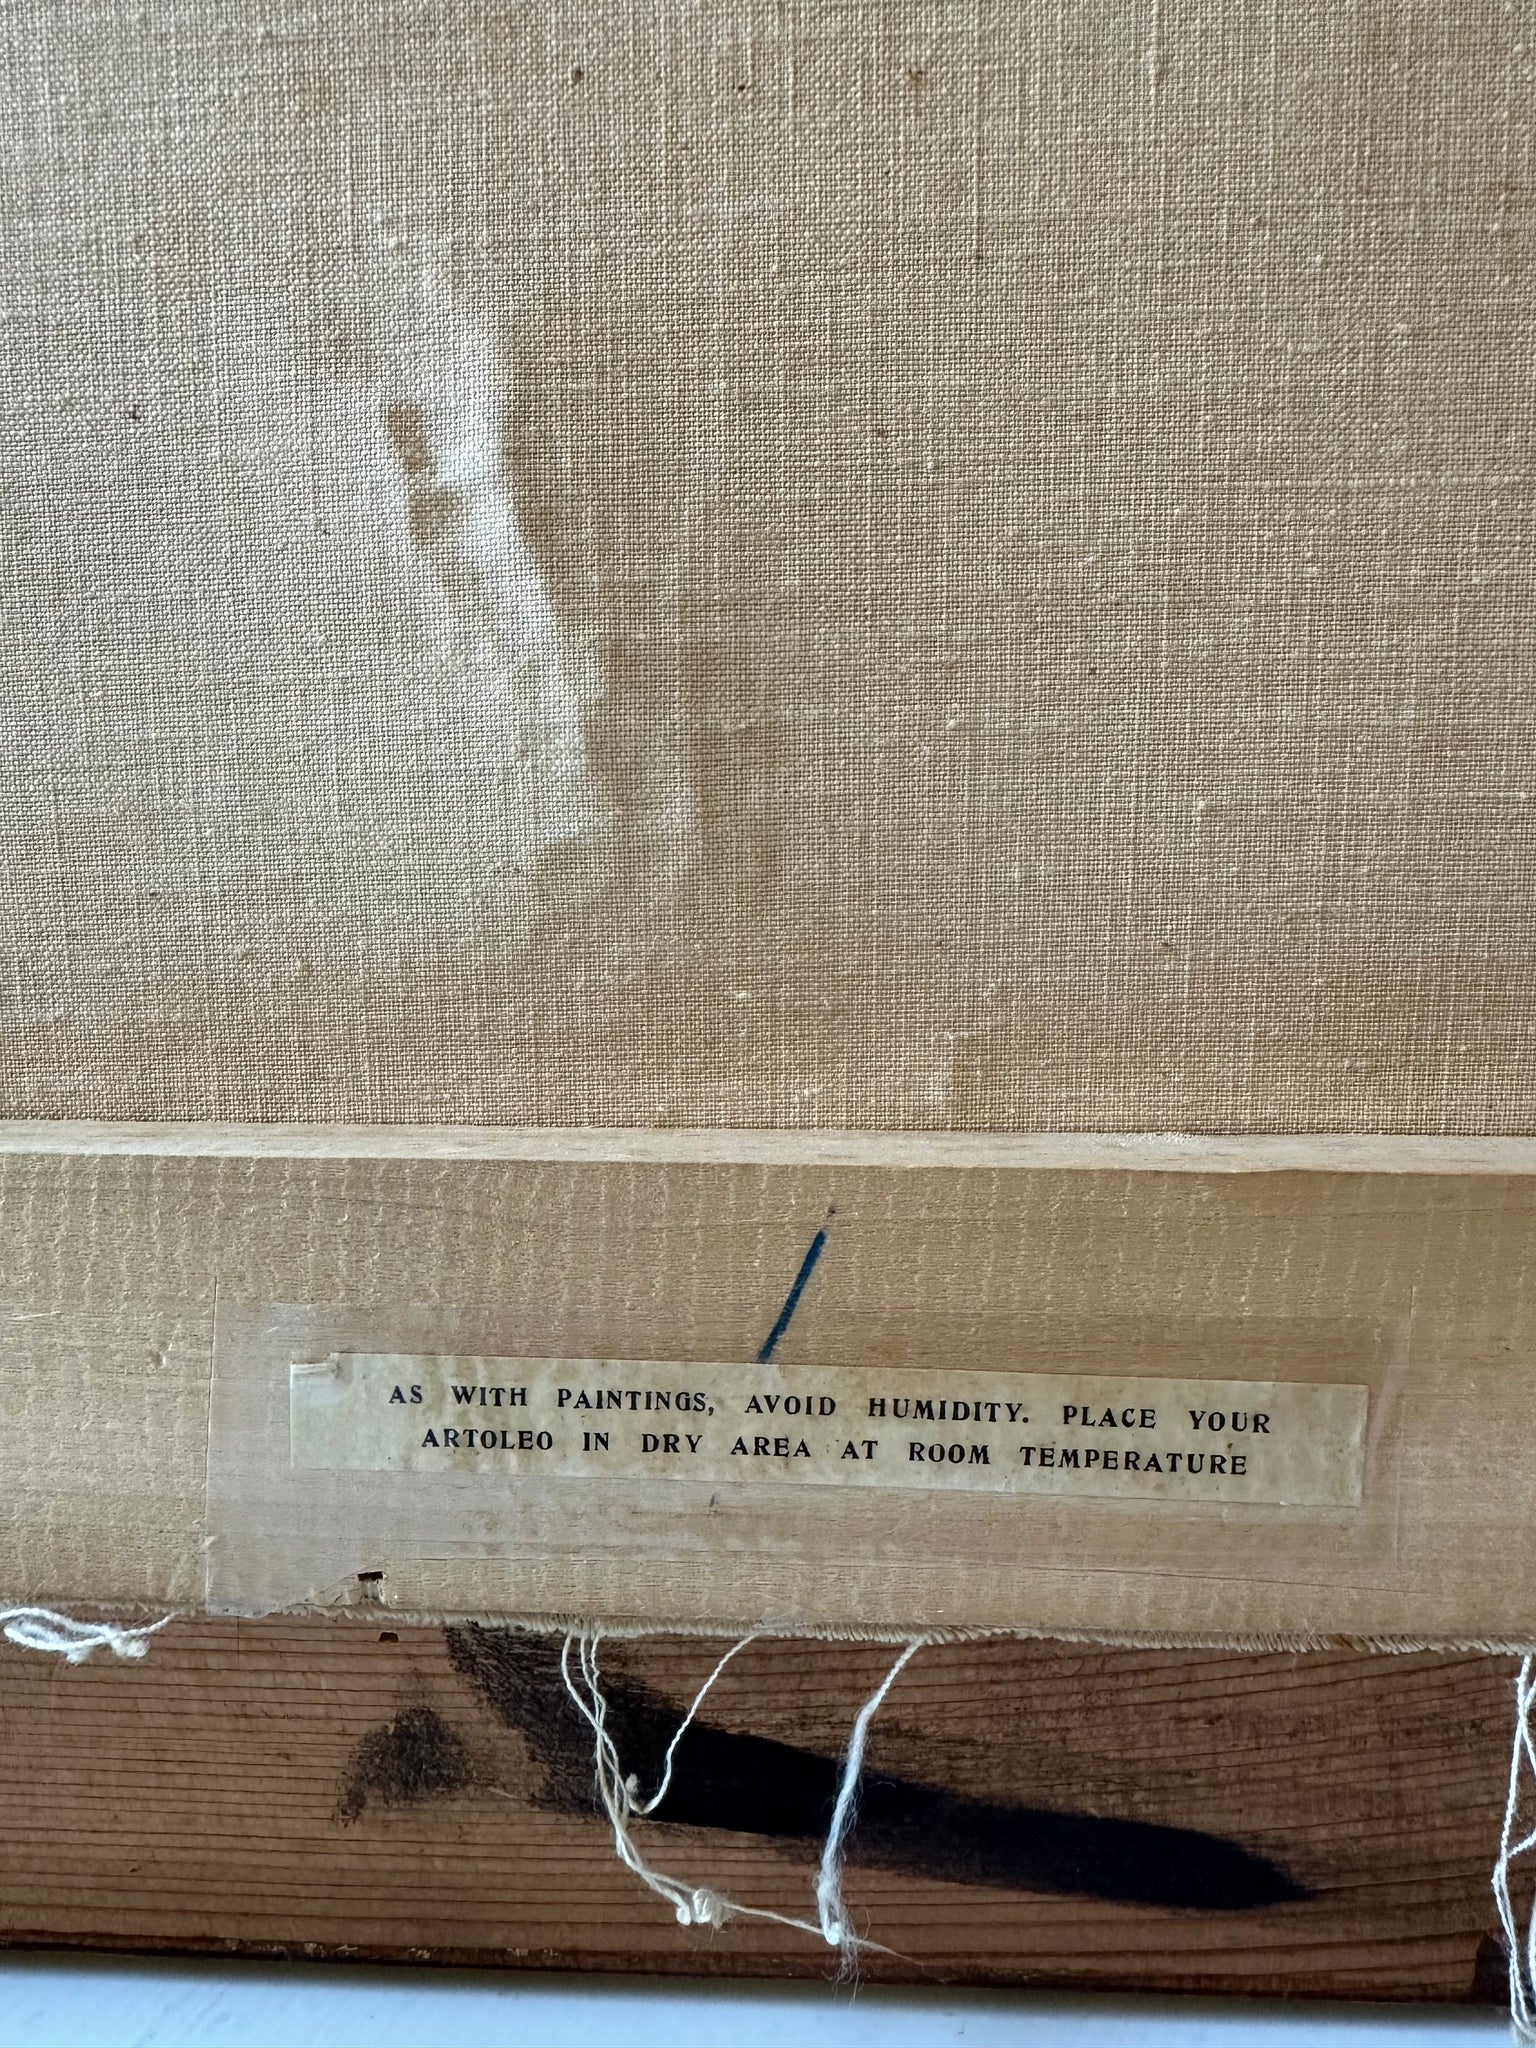 AS WITH PAINTINGS, AVOID HUMIDITY. PLACE YOUR
ARTOLEO IN DRY AREA AT ROOM TEMPERATURE